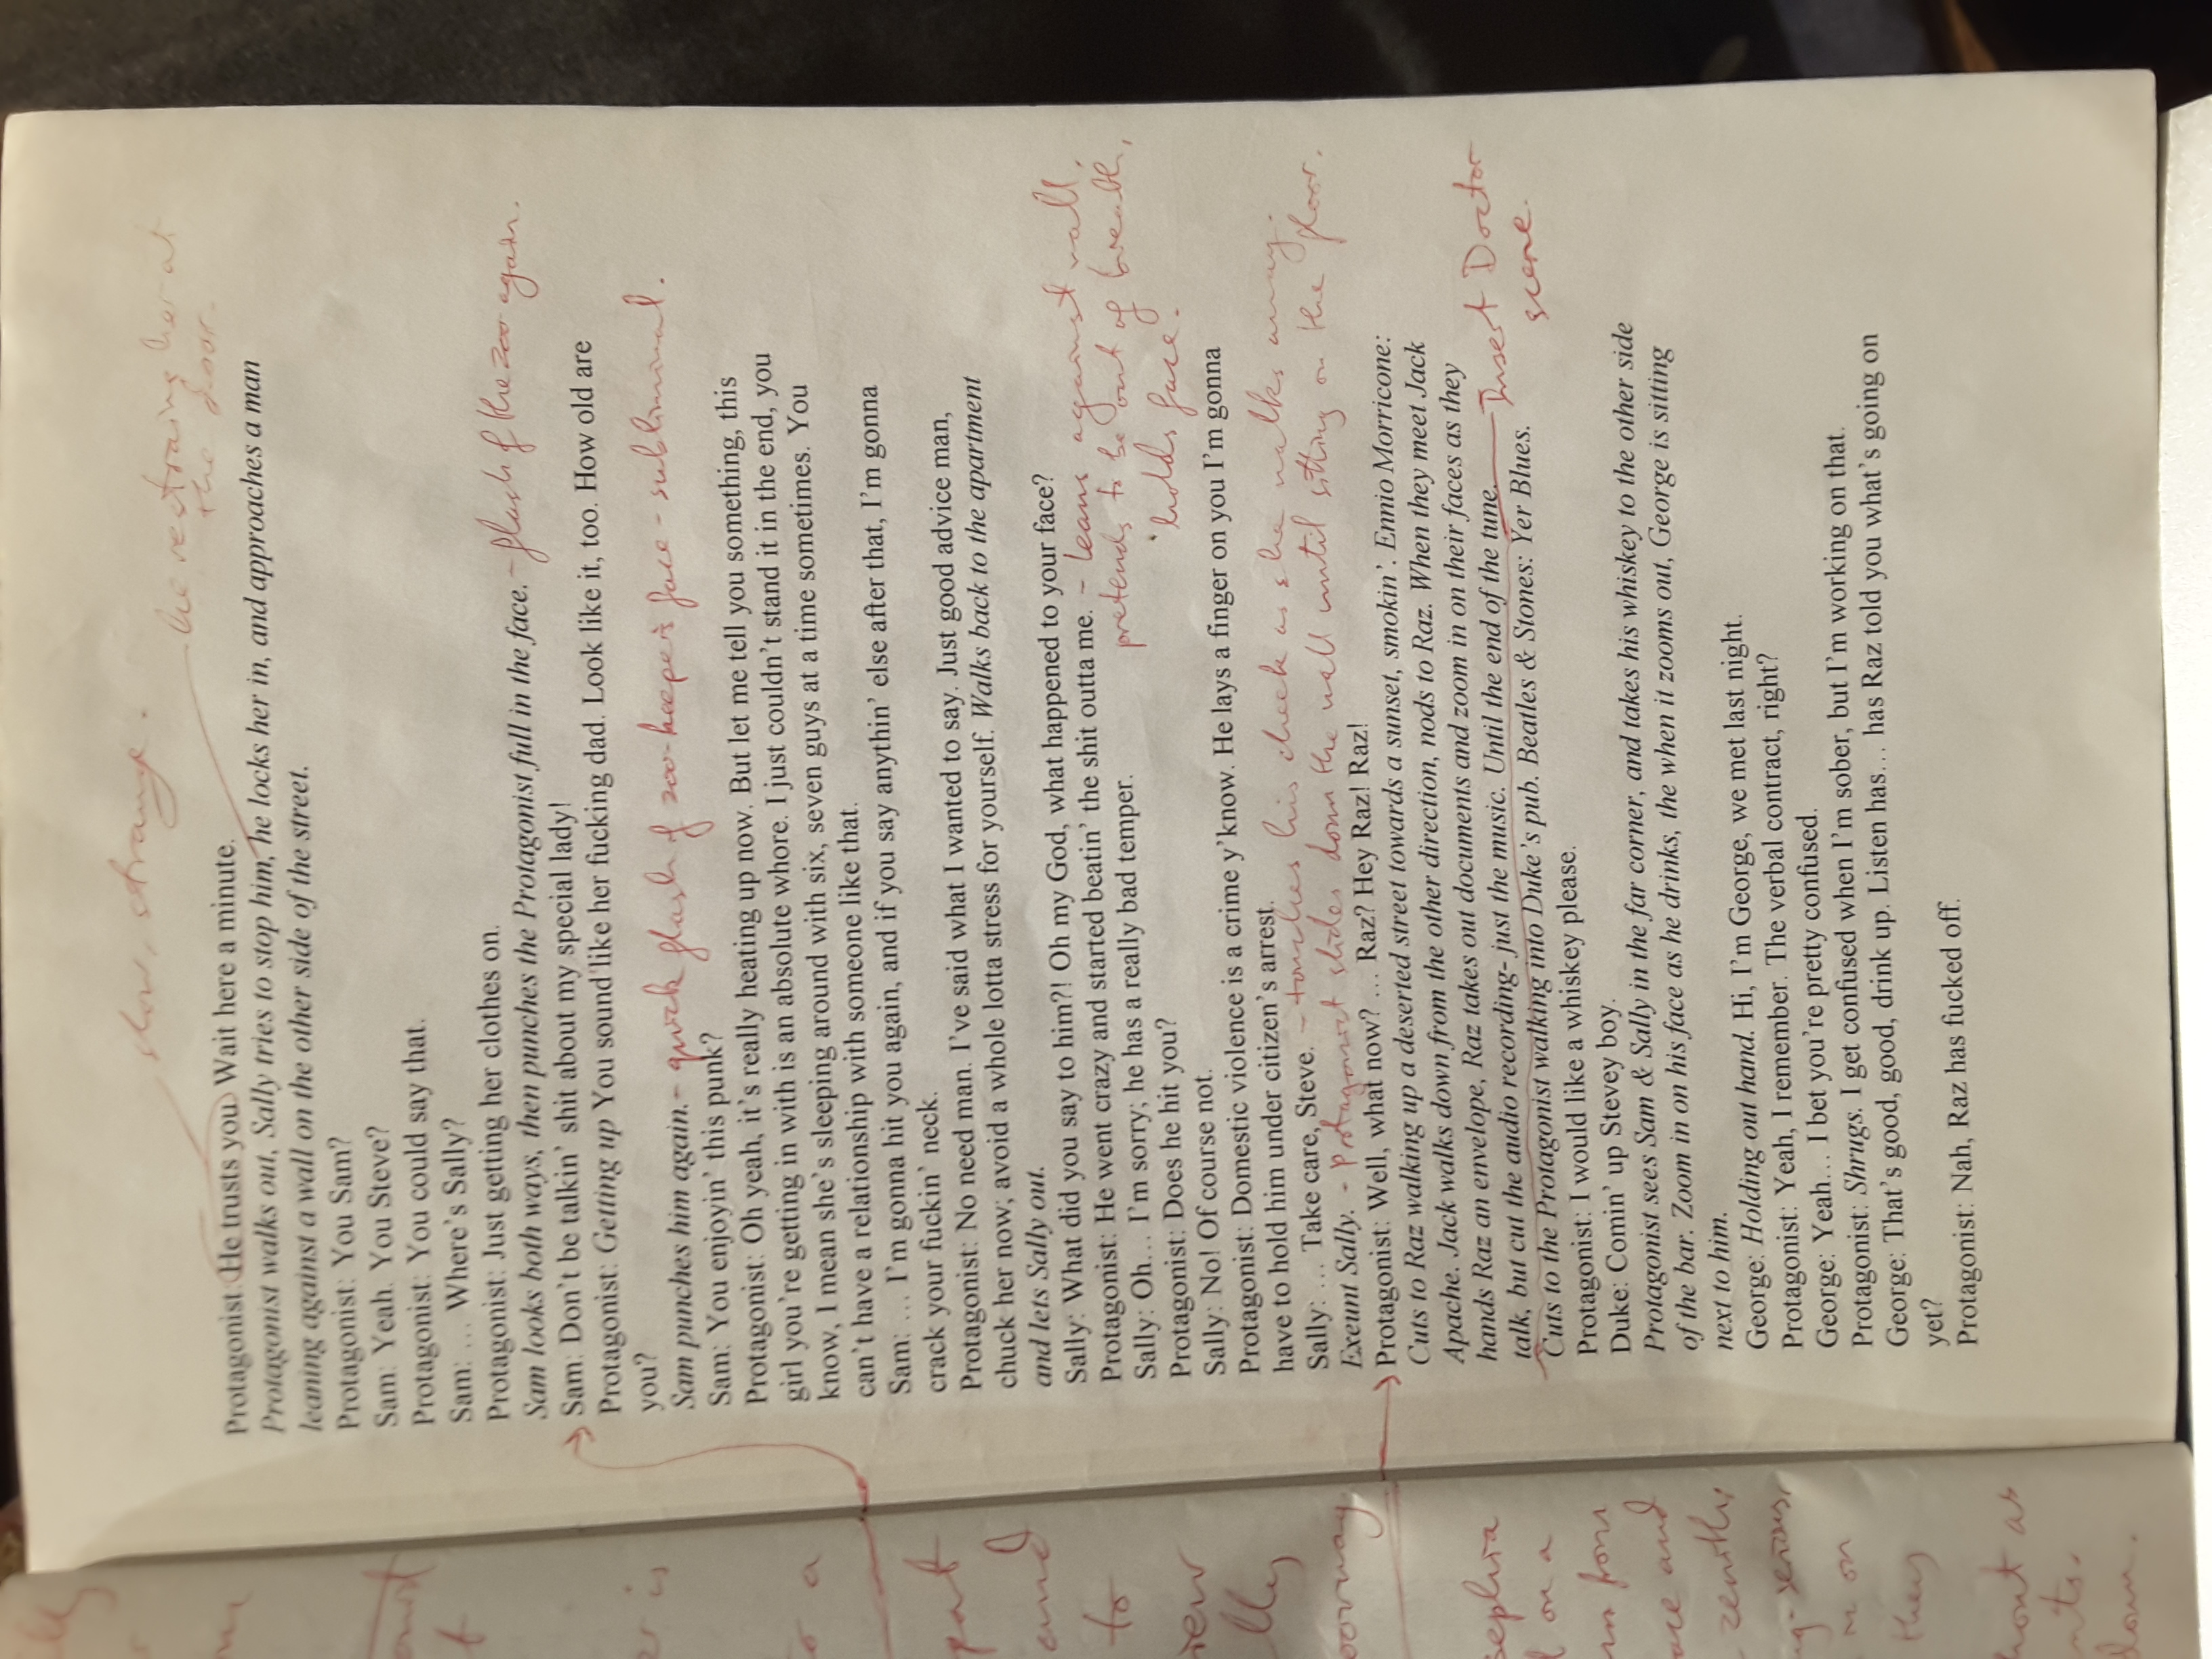 slow, strange.
he restrains her at
the door.
Protagonist: He trusts you. Wait here a minute.
Protagonist walks out, Sally tries to stop him, he locks her in, and approaches a man
leaning against a wall on the other side of the street.
Protagonist: You Sam?
Sam: Yeah. You Steve?
Protagonist: You could say that.
Sam: … Where's Sally?
Protagonist: Just getting her clothes on.
Sam looks both ways, then punches the Protagonist full in the face. - flash of the zoo again.
Sam: Don't be talkin' shit about my special lady!
Protagonist: Getting up You sound like her fucking dad. Look like it, too. How old are
you?
Sam punches him again. - quick flash of zoo-keeper's face - subliminal.
Sam: You enjoyin' this punk?
Protagonist: Oh yeah, it's really heating up now. But let me tell you something, this
girl you're getting in with is an absolute whore. I just couldn't stand it in the end, you
know, I mean she's sleeping around with six, seven guys at a time sometimes. You
can't have a relationship with someone like that.
Sam: … I'm gonna hit you again, and if you say anythin' else after that, I'm gonna
crack your fuckin' neck.
Protagonist: No need man. I've said what I wanted to say. Just good advice man,
chuck her now; avoid a whole lotta stress for yourself. Walks back to the apartment
and lets Sally out.
Sally: What did you say to him?! Oh my God, what happened to your face?
Protagonist: He went crazy and started beatin' the shit outta me. - leans against wall,
pretends to be out of breath,
holds face.
Sally: Oh… I'm sorry; he has a really bad temper.
Protagonist: Does he hit you?
Sally: No! Of course not.
Protagonist: Domestic violence is a crime y'know. He lays a finger on you I'm gonna
have to hold him under citizen's arrest.
Sally: … Take care, Steve. - touches his cheek as she walks away.
Exeunt Sally. - Protagonist slides down the wall until sitting on the floor.
Protagonist: Well, what now? … Raz? Hey Raz! Raz!
Cuts to Raz walking up a deserted street towards a sunset, smokin'. Ennio Morricone:
Apache. Jack walks down from the other direction, nods to Raz. When they meet Jack
hands Raz an envelope, Raz takes out documents and zoom in on their faces as they
talk, but cut the audio recording- just the music. Until the end of the tune. Insert Doctor
scene.
Cuts to the Protagonist walking into Duke's pub. Beatles & Stones: Yer Blues.
Protagonist: I would like a whiskey please.
Duke: Comin' up Stevey boy.
Protagonist sees Sam & Sally in the far corner, and takes his whiskey to the other side
of the bar. Zoom in on his face as he drinks, the when it zooms out, George is sitting
next to him.
George: Holding out hand. Hi, I'm George, we met last night.
Protagonist: Yeah, I remember. The verbal contract, right?
George: Yeah… I bet you're pretty confused.
Protagonist: Shrugs. I get confused when I'm sober, but I'm working on that.
George: That's good, good, drink up. Listen has… has Raz told you what's going on
yet?
Protagonist: Nah, Raz has fucked off.